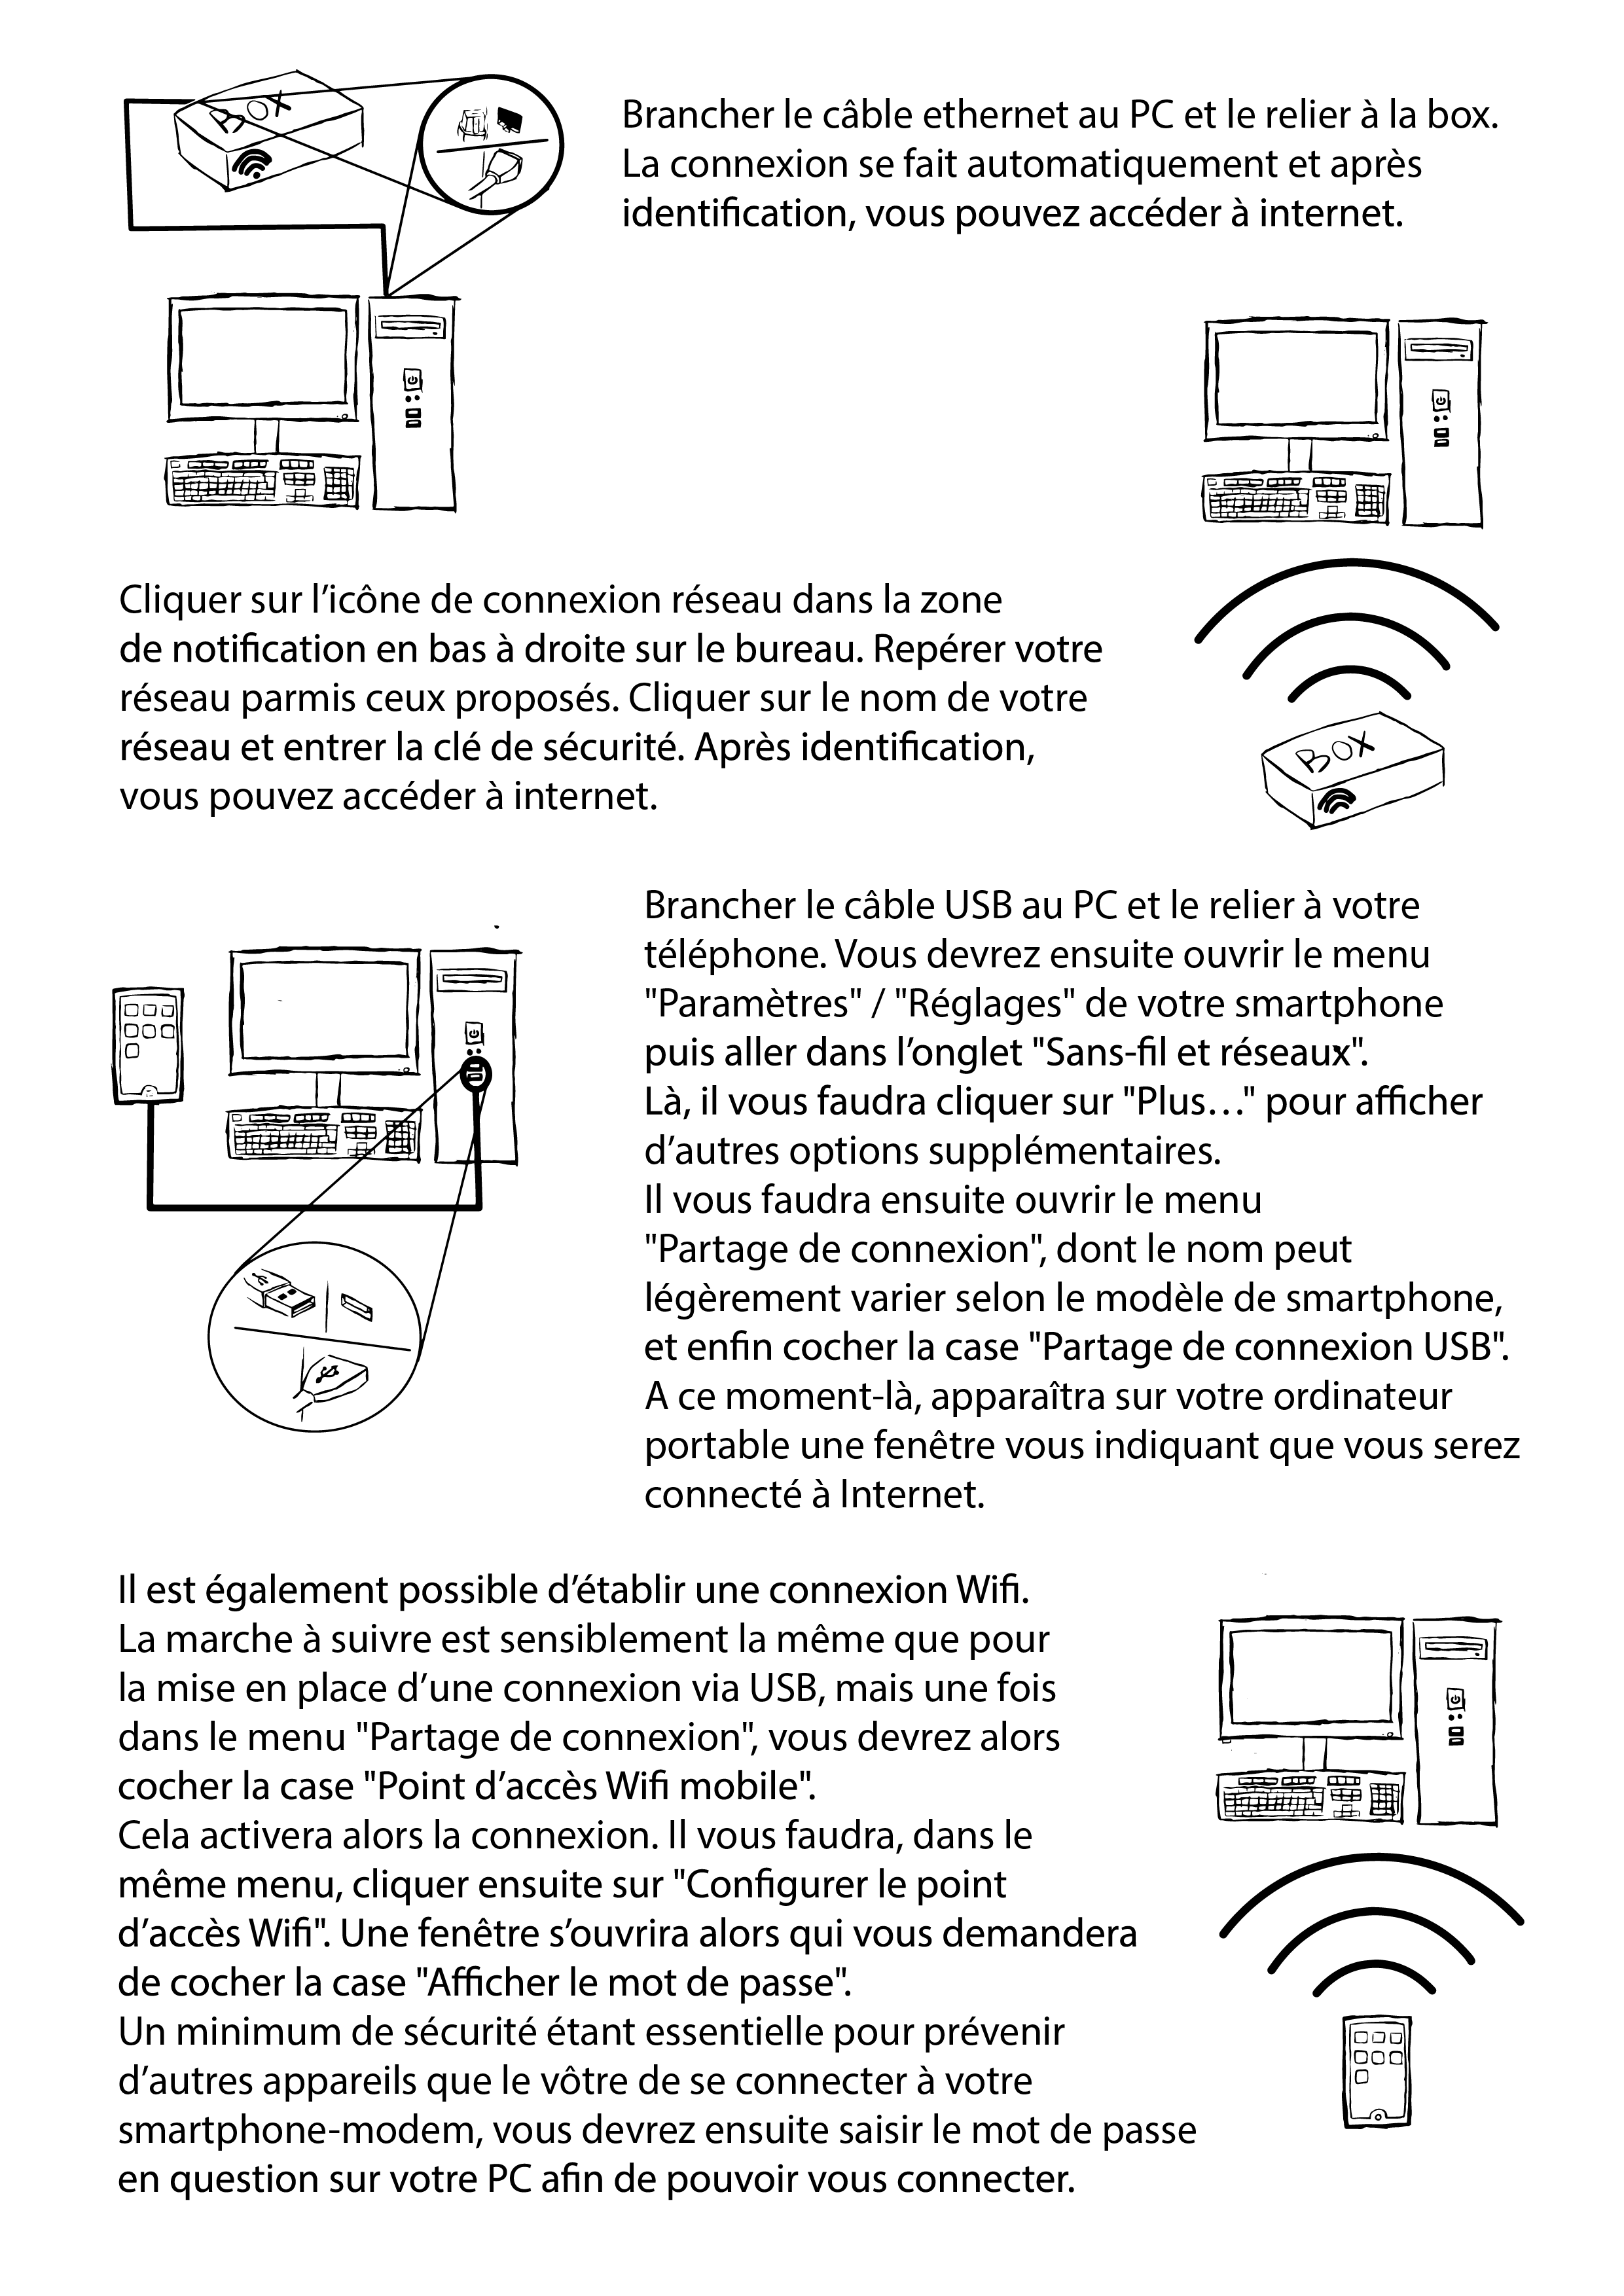 BOX
Brancher le câble ethernet au PC et le relier à la box.
La connexion se fait automatiquement et après
identification, vous pouvez accéder à internet.
Cliquer sur l’icône de connexion réseau dans la zone
de notification en bas à droite sur le bureau. Repérer votre
réseau parmis ceux proposés. Cliquer sur le nom de votre
réseau et entrer la clé de sécurité. Après identification,
vous pouvez accéder à internet.
BOX
Brancher le câble USB au PC et le relier à votre
téléphone. Vous devrez ensuite ouvrir le menu
"Paramètres" / "Réglages" de votre smartphone
puis aller dans l’onglet "Sans-fil et réseaux".
Là, il vous faudra cliquer sur "Plus…" pour afficher
d’autres options supplémentaires.
Il vous faudra ensuite ouvrir le menu
"Partage de connexion", dont le nom peut
légèrement varier selon le modèle de smartphone,
et enfin cocher la case "Partage de connexion USB".
A ce moment-là, apparaîtra sur votre ordinateur
portable une fenêtre vous indiquant que vous serez
connecté à Internet.
Il est également possible d’établir une connexion Wifi.
La marche à suivre est sensiblement la même que pour
la mise en place d’une connexion via USB, mais une fois
dans le menu "Partage de connexion", vous devrez alors
cocher la case "Point d’accès Wifi mobile".
Cela activera alors la connexion. Il vous faudra, dans le
même menu, cliquer ensuite sur "Configurer le point
d’accès Wifi". Une fenêtre s’ouvrira alors qui vous demandera
de cocher la case "Afficher le mot de passe".
Un minimum de sécurité étant essentielle pour prévenir
d’autres appareils que le vôtre de se connecter à votre
smartphone-modem, vous devrez ensuite saisir le mot de passe
en question sur votre PC afin de pouvoir vous connecter.